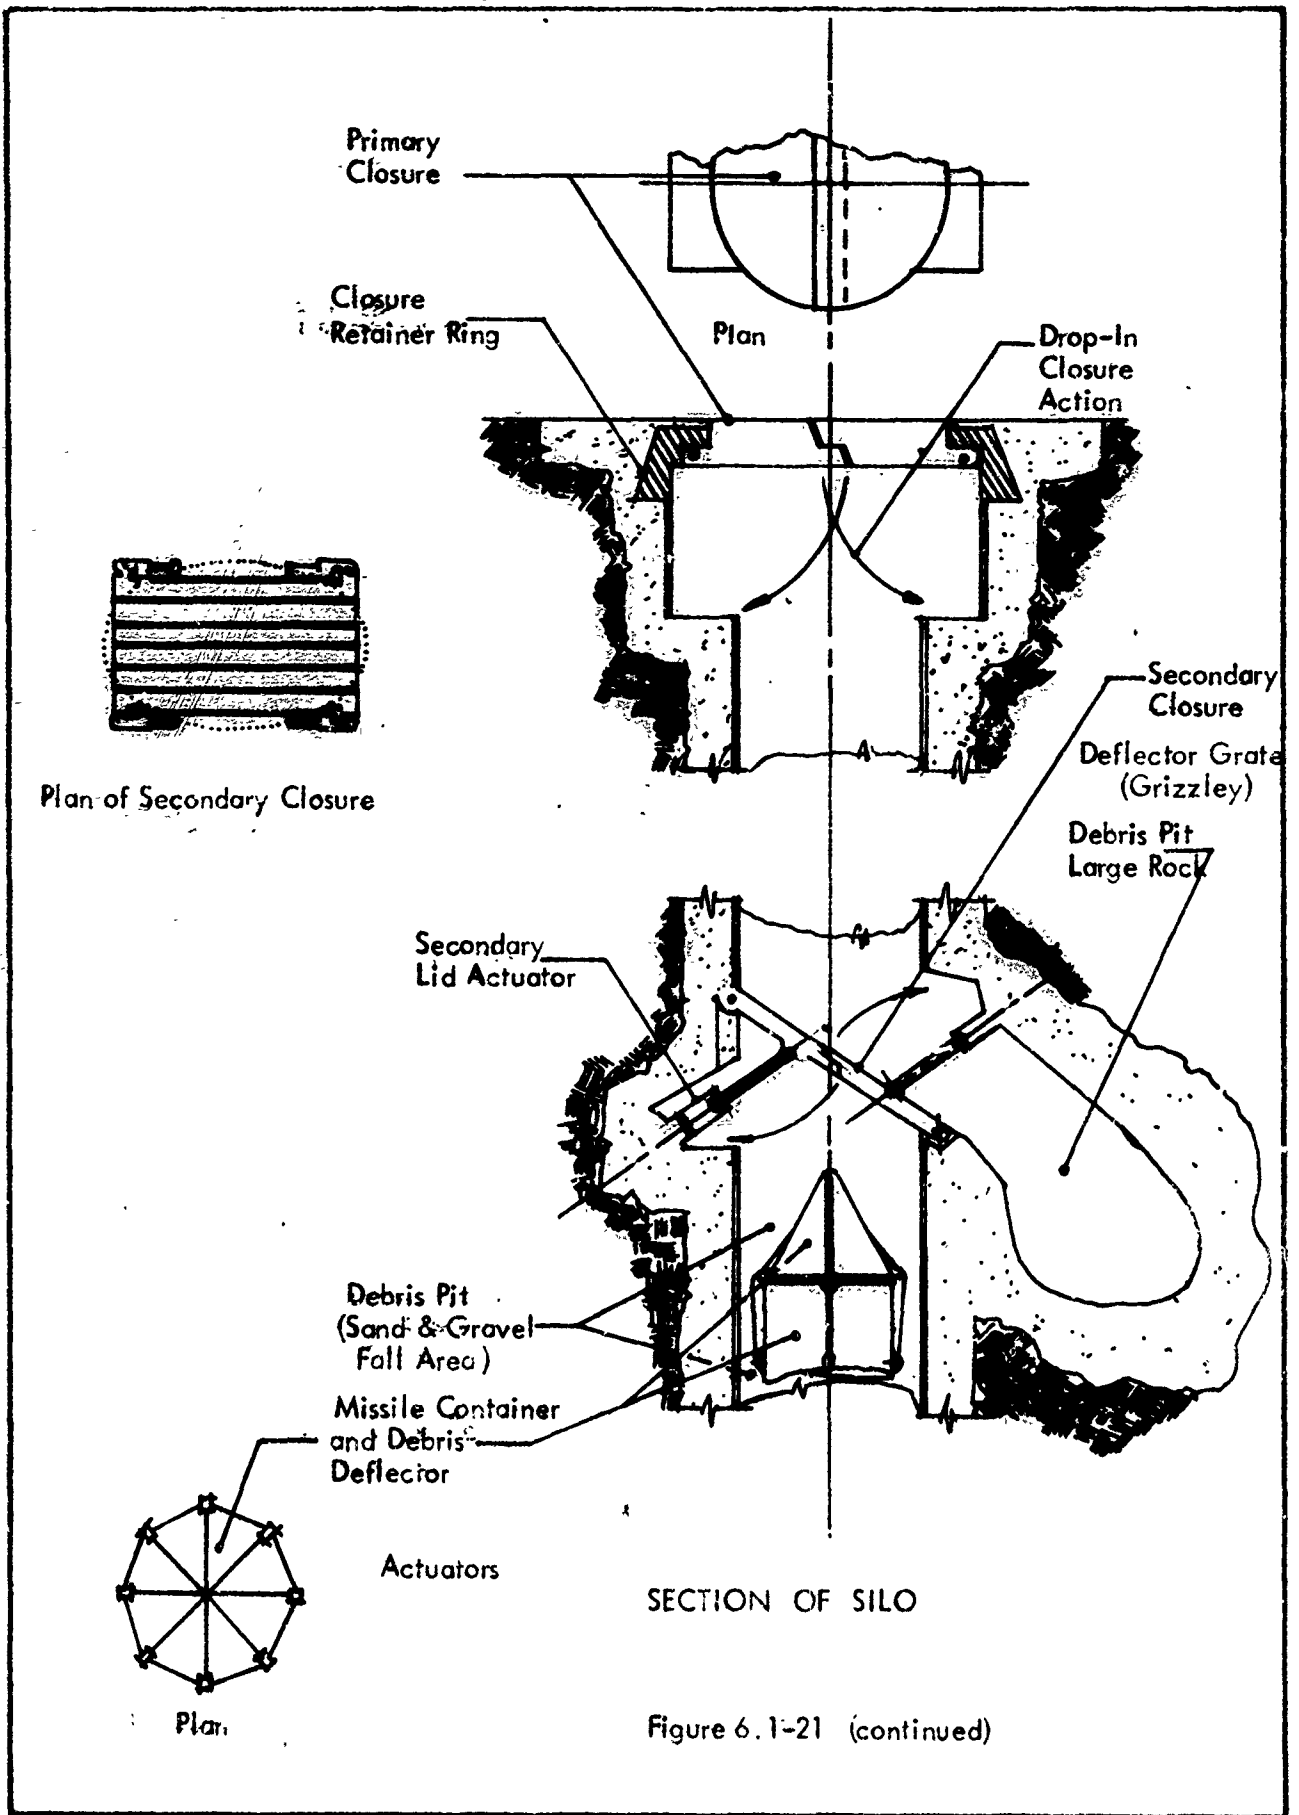 Primary
Closure
Closure
Retainer Ring
Plan
Drop-In
Closure
Action
Secondary
Closure
Deflector Grate
(Grizzley)
Debris Pit
Large Rock
Plan of Secondary Closure
Secondary
Lid Actuator
Debris Pit
(Sand & Gravel
Fall Area)
Missile Container
and Debris
Deflector
Actuators
SECTION OF SILO
Plan
Figure 6.1-21 (continued)